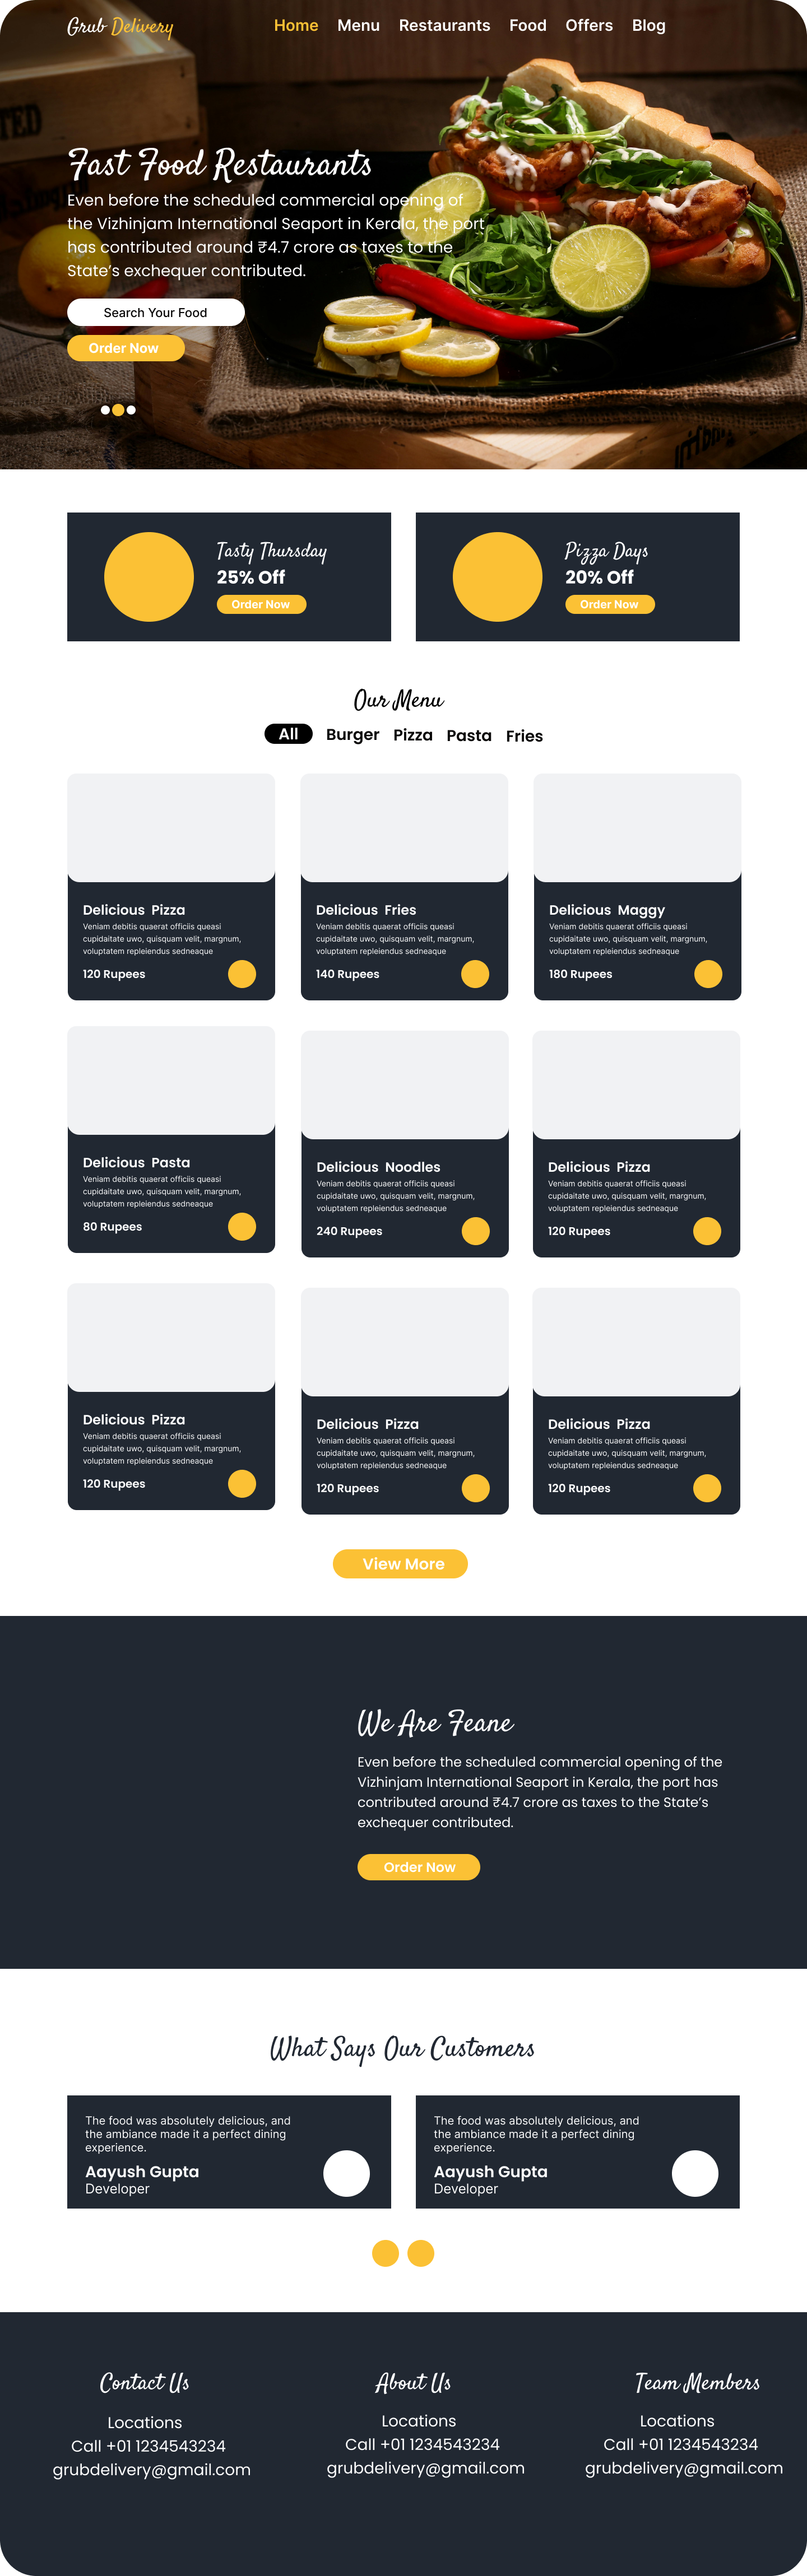 Grub Delivery
Home Menu Restaurants Food Offers Blog
Fast Food Restaurants
Even before the scheduled commercial opening of
the Vizhinjam International Seaport in Kerala, the port
has contributed around ₹4.7 crore as taxes to the
State’s exchequer contributed.
Search Your Food
Order Now
Tasty Thursday
25% Off
Order Now
Pizza Days
20% Off
Order Now
Our Menu
All Burger Pizza Pasta Fries
Delicious Pizza
Veniam debitis quaerat officiis queasi
cupidaitate uwo, quisquam velit, margnum,
voluptatem repleiendus sedneaque
120 Rupees
Delicious Fries
Veniam debitis quaerat officiis queasi
cupidaitate uwo, quisquam velit, margnum,
voluptatem repleiendus sedneaque
140 Rupees
Delicious Maggy
Veniam debitis quaerat officiis queasi
cupidaitate uwo, quisquam velit, margnum,
voluptatem repleiendus sedneaque
180 Rupees
Delicious Pasta
Veniam debitis quaerat officiis queasi
cupidaitate uwo, quisquam velit, margnum,
voluptatem repleiendus sedneaque
80 Rupees
Delicious Noodles
Veniam debitis quaerat officiis queasi
cupidaitate uwo, quisquam velit, margnum,
voluptatem repleiendus sedneaque
240 Rupees
Delicious Pizza
Veniam debitis quaerat officiis queasi
cupidaitate uwo, quisquam velit, margnum,
voluptatem repleiendus sedneaque
120 Rupees
Delicious Pizza
Veniam debitis quaerat officiis queasi
cupidaitate uwo, quisquam velit, margnum,
voluptatem repleiendus sedneaque
120 Rupees
Delicious Pizza
Veniam debitis quaerat officiis queasi
cupidaitate uwo, quisquam velit, margnum,
voluptatem repleiendus sedneaque
120 Rupees
Delicious Pizza
Veniam debitis quaerat officiis queasi
cupidaitate uwo, quisquam velit, margnum,
voluptatem repleiendus sedneaque
120 Rupees
View More
We Are Feane
Even before the scheduled commercial opening of the
Vizhinjam International Seaport in Kerala, the port has
contributed around ₹4.7 crore as taxes to the State’s
exchequer contributed.
Order Now
What Says Our Customers
The food was absolutely delicious, and
the ambiance made it a perfect dining
experience.
Aayush Gupta
Developer
The food was absolutely delicious, and
the ambiance made it a perfect dining
experience.
Aayush Gupta
Developer
Contact Us
Locations
Call +01 1234543234
grubdelivery@gmail.com
About Us
Locations
Call +01 1234543234
grubdelivery@gmail.com
Team Members
Locations
Call +01 1234543234
grubdelivery@gmail.com